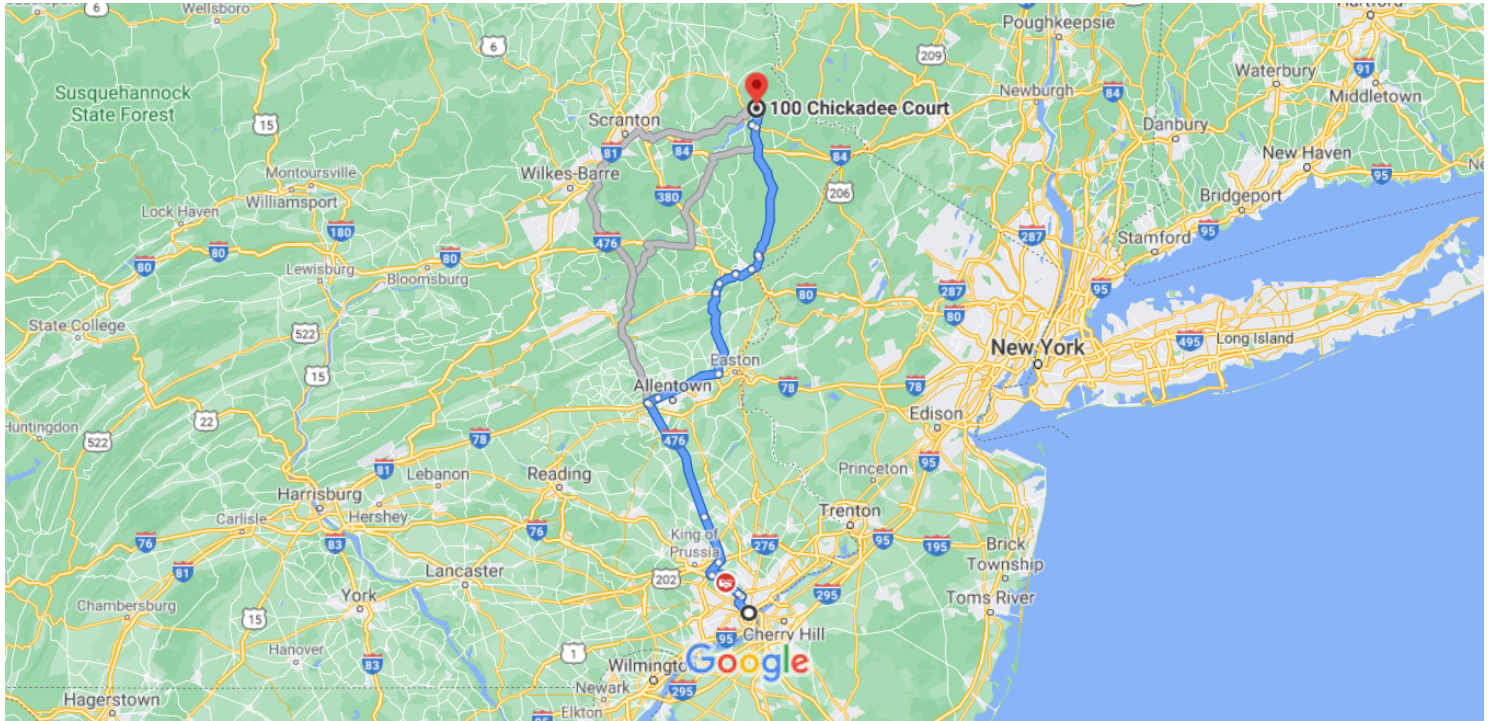 6
Wellsboro
6
Poughkeepsie
Hartford
209
Waterbury
91
Middletown
Susquehannock
State Forest
15
Scranton
100 Chickadee Court
Newburgh
84
Danbury
81
84
84
New Haven
Montoursville
Wilkes-Barre
206
Bridgeport
95
Williamsport
380
Lock Haven
180
476
287
Stamford
95
80
80
80
Lewisburg
Bloomsburg
287
95
80
80
State College
522
Long Island
495
New York
15
Easton
Allentown
78
78
22
Edison
Huntingdon
522
78
476
81
Lebanon
Reading
Princeton
95
Harrisburg
Hershey
Carlisle
Trenton
King of
Prussia
276
76
83
76
95
195
Brick
Township
81
Lancaster
202
295
Toms River
Chambersburg
York
15
95
Cherry Hill
Hanover
83
1
Google
Wilmingto
Newark
295
Hagerstown
95
Elkton